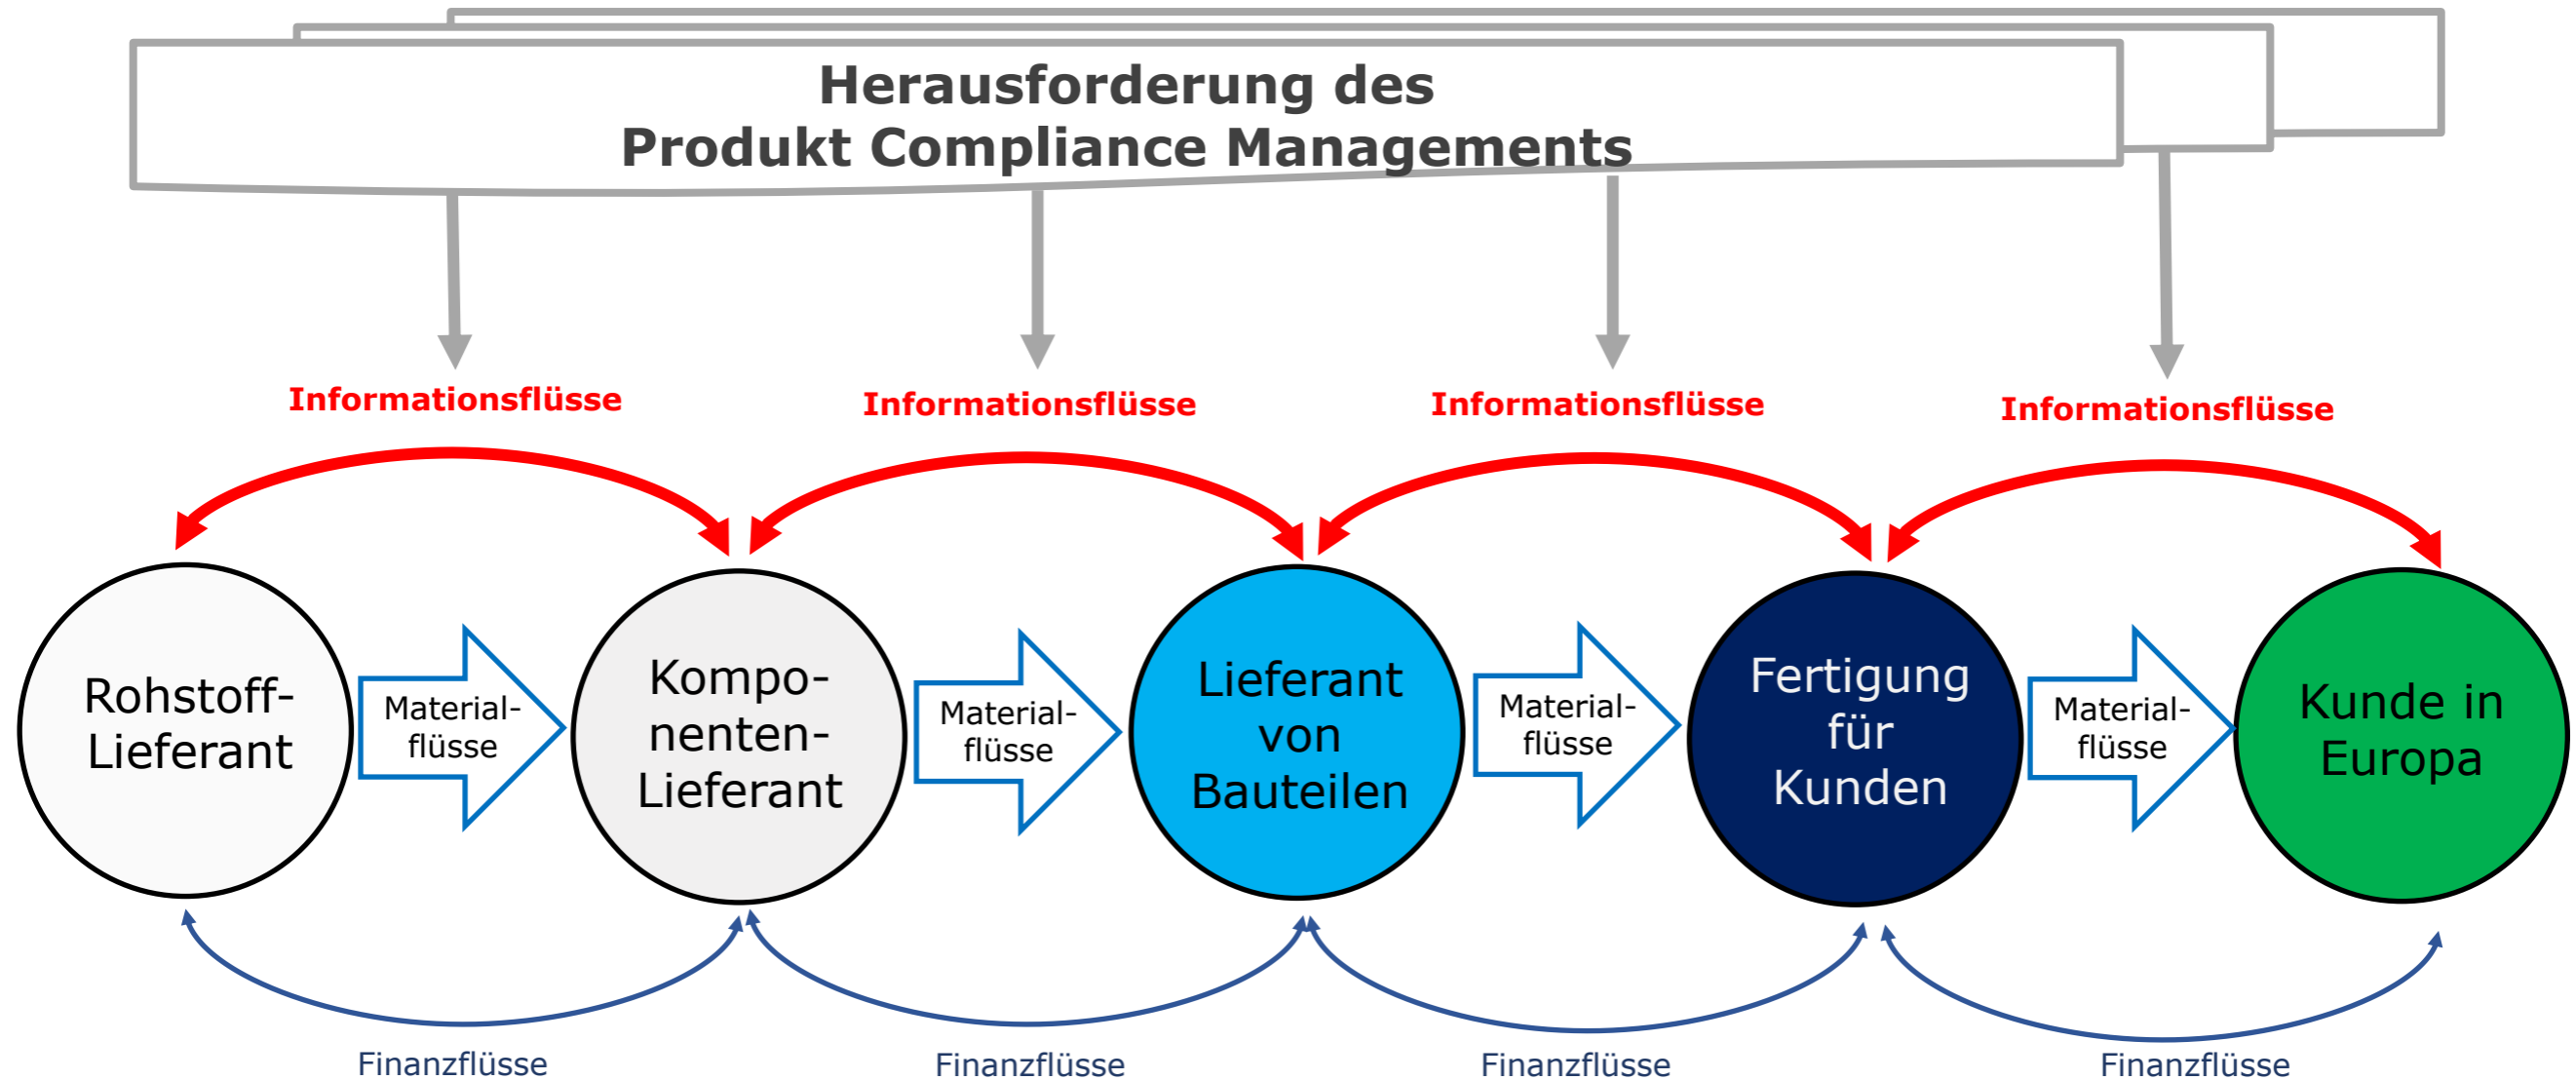 Herausforderung des
Produkt Compliance Managements
Informationsflüsse
Informationsflüsse
Informationsflüsse
Informationsflüsse
Rohstoff-
Lieferant
Material-
flüsse
Kompo-
nenten-
Lieferant
Material-
flüsse
Lieferant
von
Bauteilen
Material-
flüsse
Fertigung
für
Kunden
Material-
flüsse
Kunde in
Europa
Finanzflüsse
Finanzflüsse
Finanzflüsse
Finanzflüsse